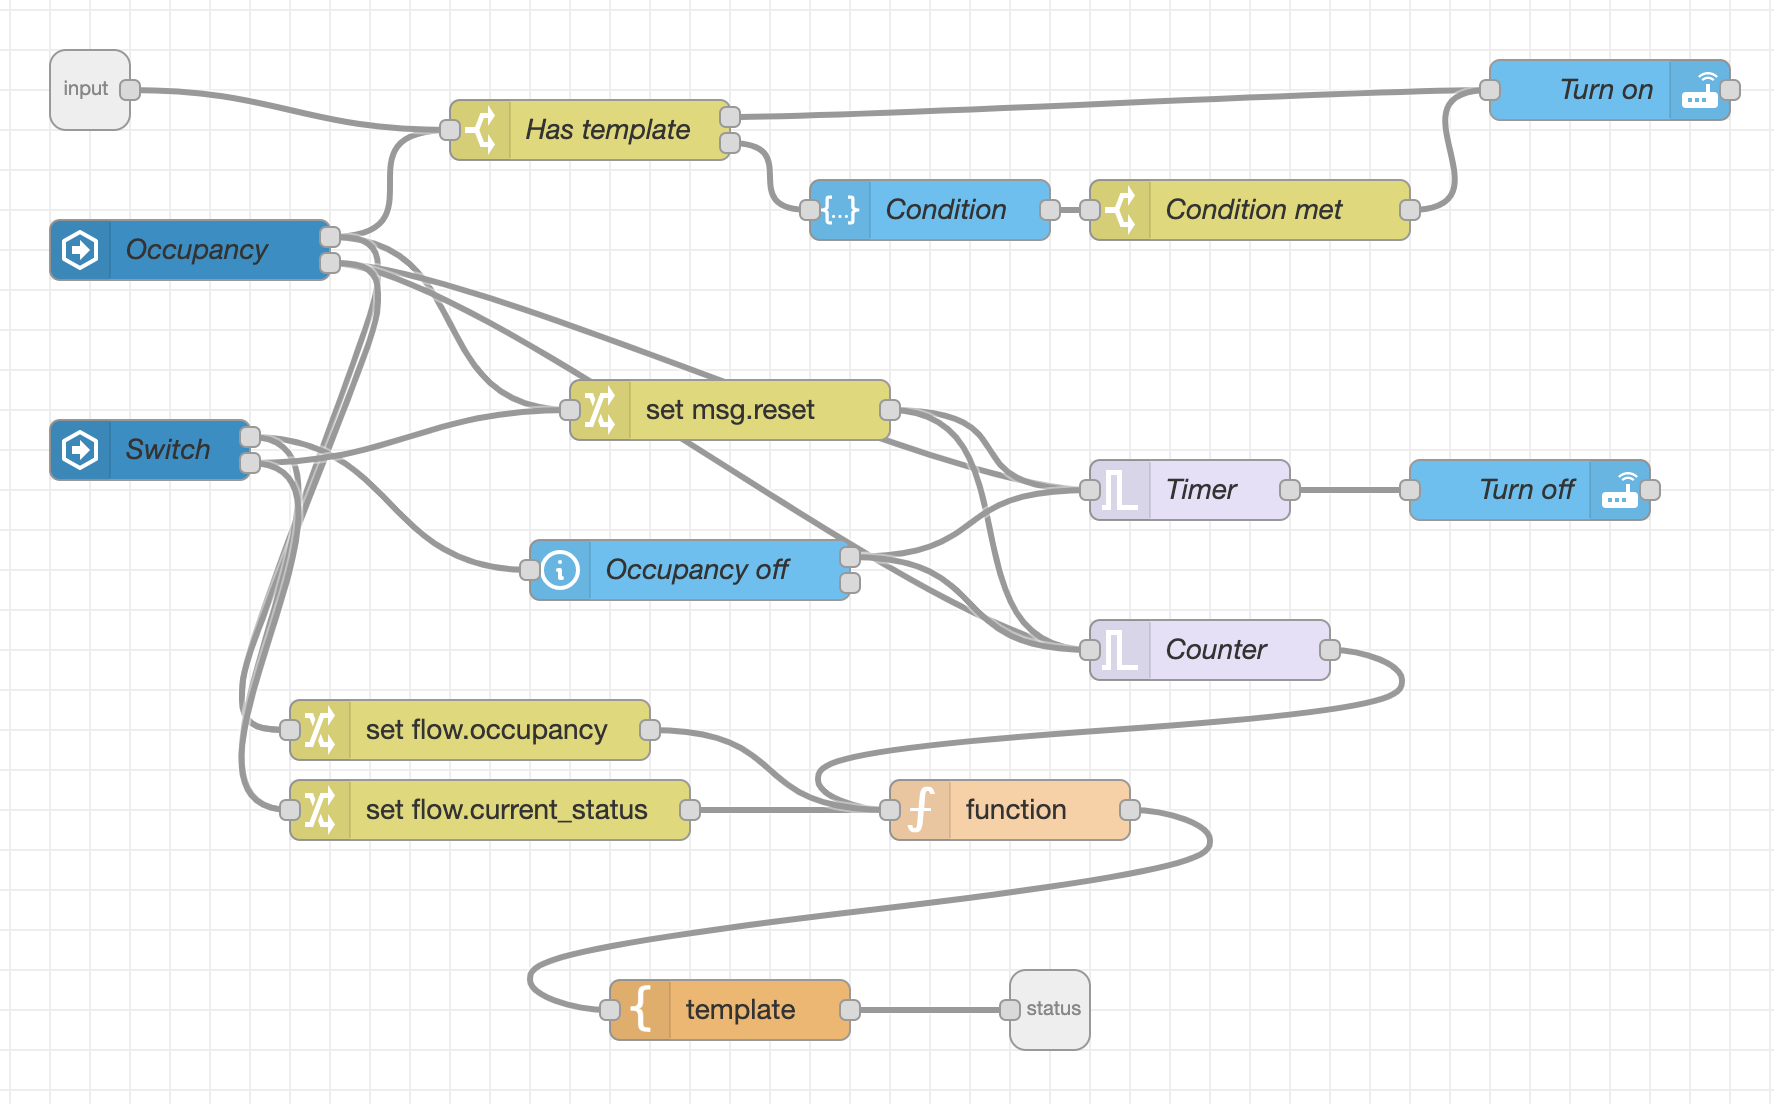 input
Has template
Turn on
Condition
Condition met
Occupancy
set msg.reset
Switch
Timer
Turn off
Occupancy off
Counter
set flow.occupancy
set flow.current_status
function
template
status